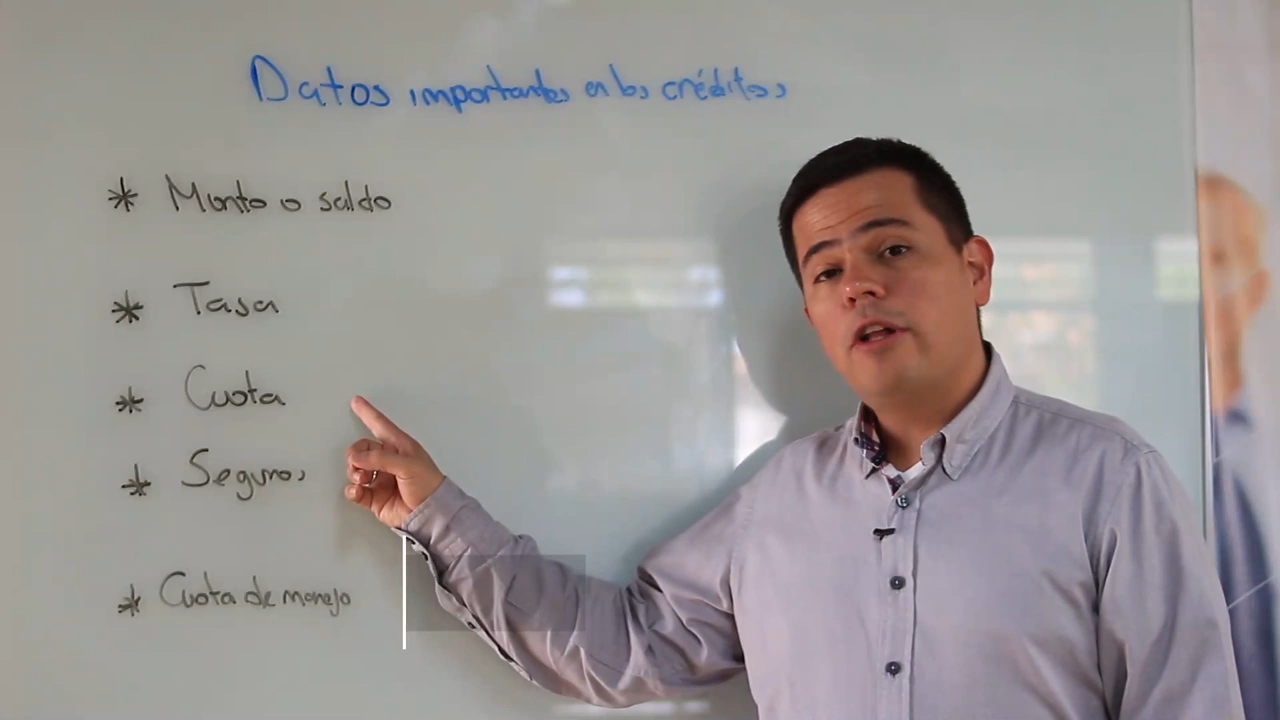 Datos importantes en los créditos
* Monto o saldo
* Tasa
* Cuota
* Seguros
* Cuota de manejo